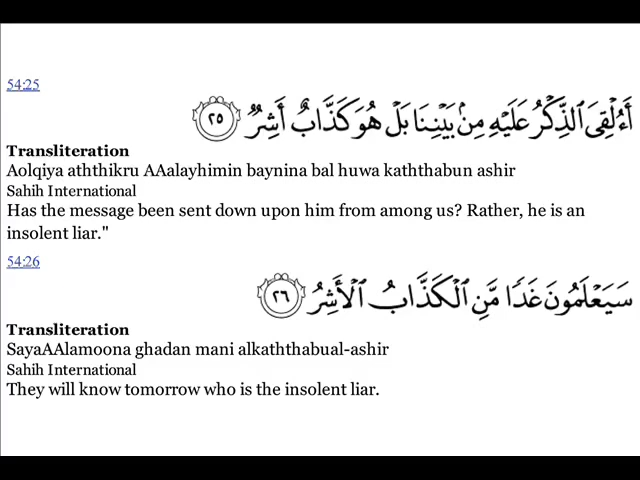 54:25
أَءُلْقِىَ ٱلذِّكْرُ عَلَيْهِ مِنۢ بَيْنِنَا بَلْ هُوَ كَذَّابٌ أَشِرٌ ٢٥
Transliteration
Aolqiya aththikru AAalayhimin baynina bal huwa kaththabun ashir
Sahih International
Has the message been sent down upon him from among us? Rather, he is an
insolent liar."
54:26
سَيَعْلَمُونَ غَدًا مَّنِ ٱلْكَذَّابُ ٱلْأَشِرُ ٢٦
Transliteration
SayaAAlamoona ghadan mani alkaththabual-ashir
Sahih International
They will know tomorrow who is the insolent liar.